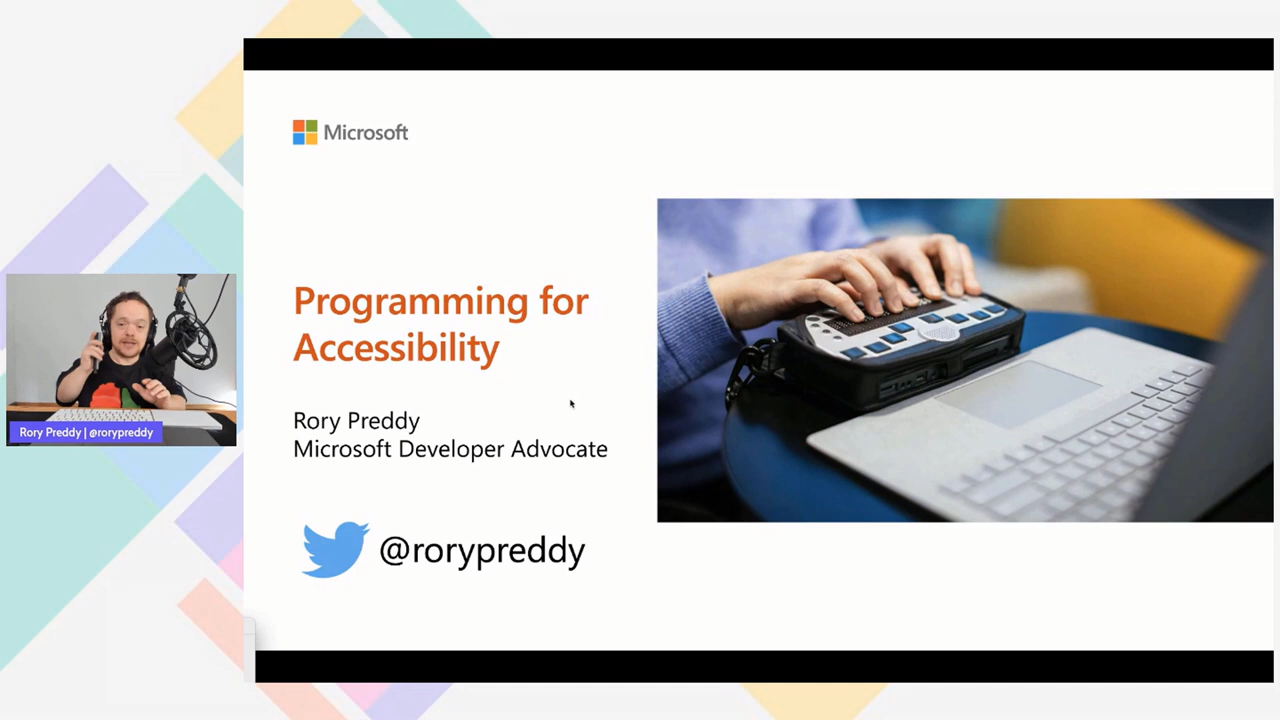 Microsoft
Programming for
Accessibility
Rory Preddy
Microsoft Developer Advocate
@rorypreddy
Rory Preddy | @rorypreddy